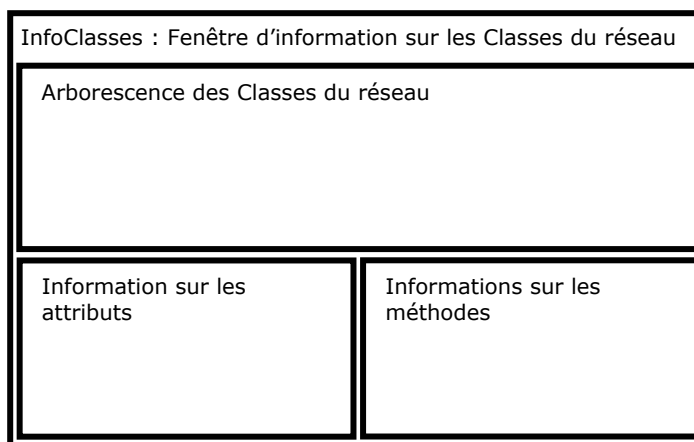 InfoClasses : Fenêtre d’information sur les Classes du réseau
Arborescence des Classes du réseau
Information sur les
attributs
Informations sur les
méthodes